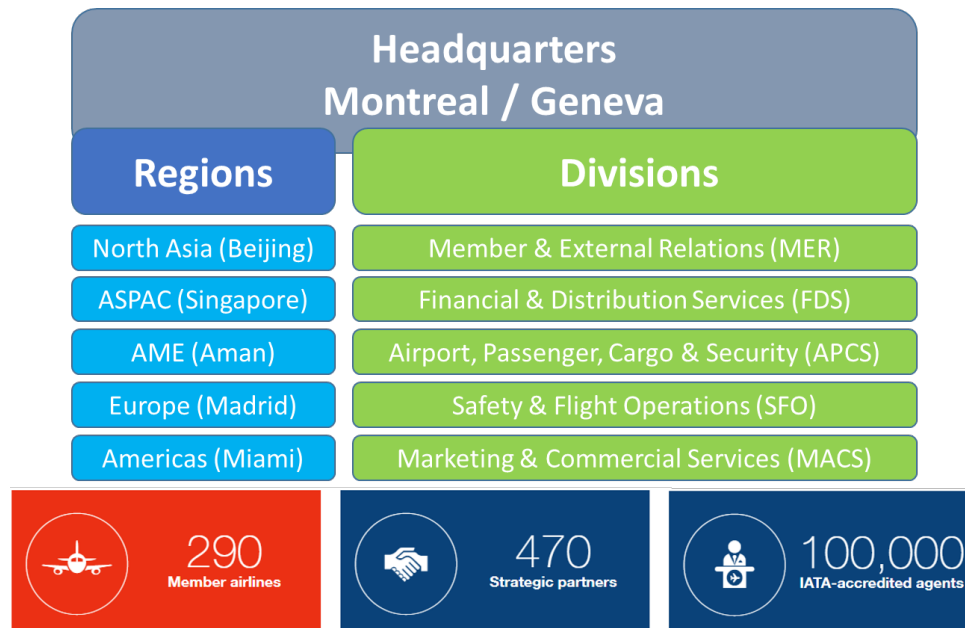 Headquarters
Montreal / Geneva
Regions
Divisions
North Asia (Beijing)
Member & External Relations (MER)
ASPAC (Singapore)
Financial & Distribution Services (FDS)
AME (Aman)
Airport, Passenger, Cargo & Security (APCS)
Europe (Madrid)
Safety & Flight Operations (SFO)
Americas (Miami)
Marketing & Commercial Services (MACS)
290
Member airlines
470
Strategic partners
100,000
IATA-accredited agents